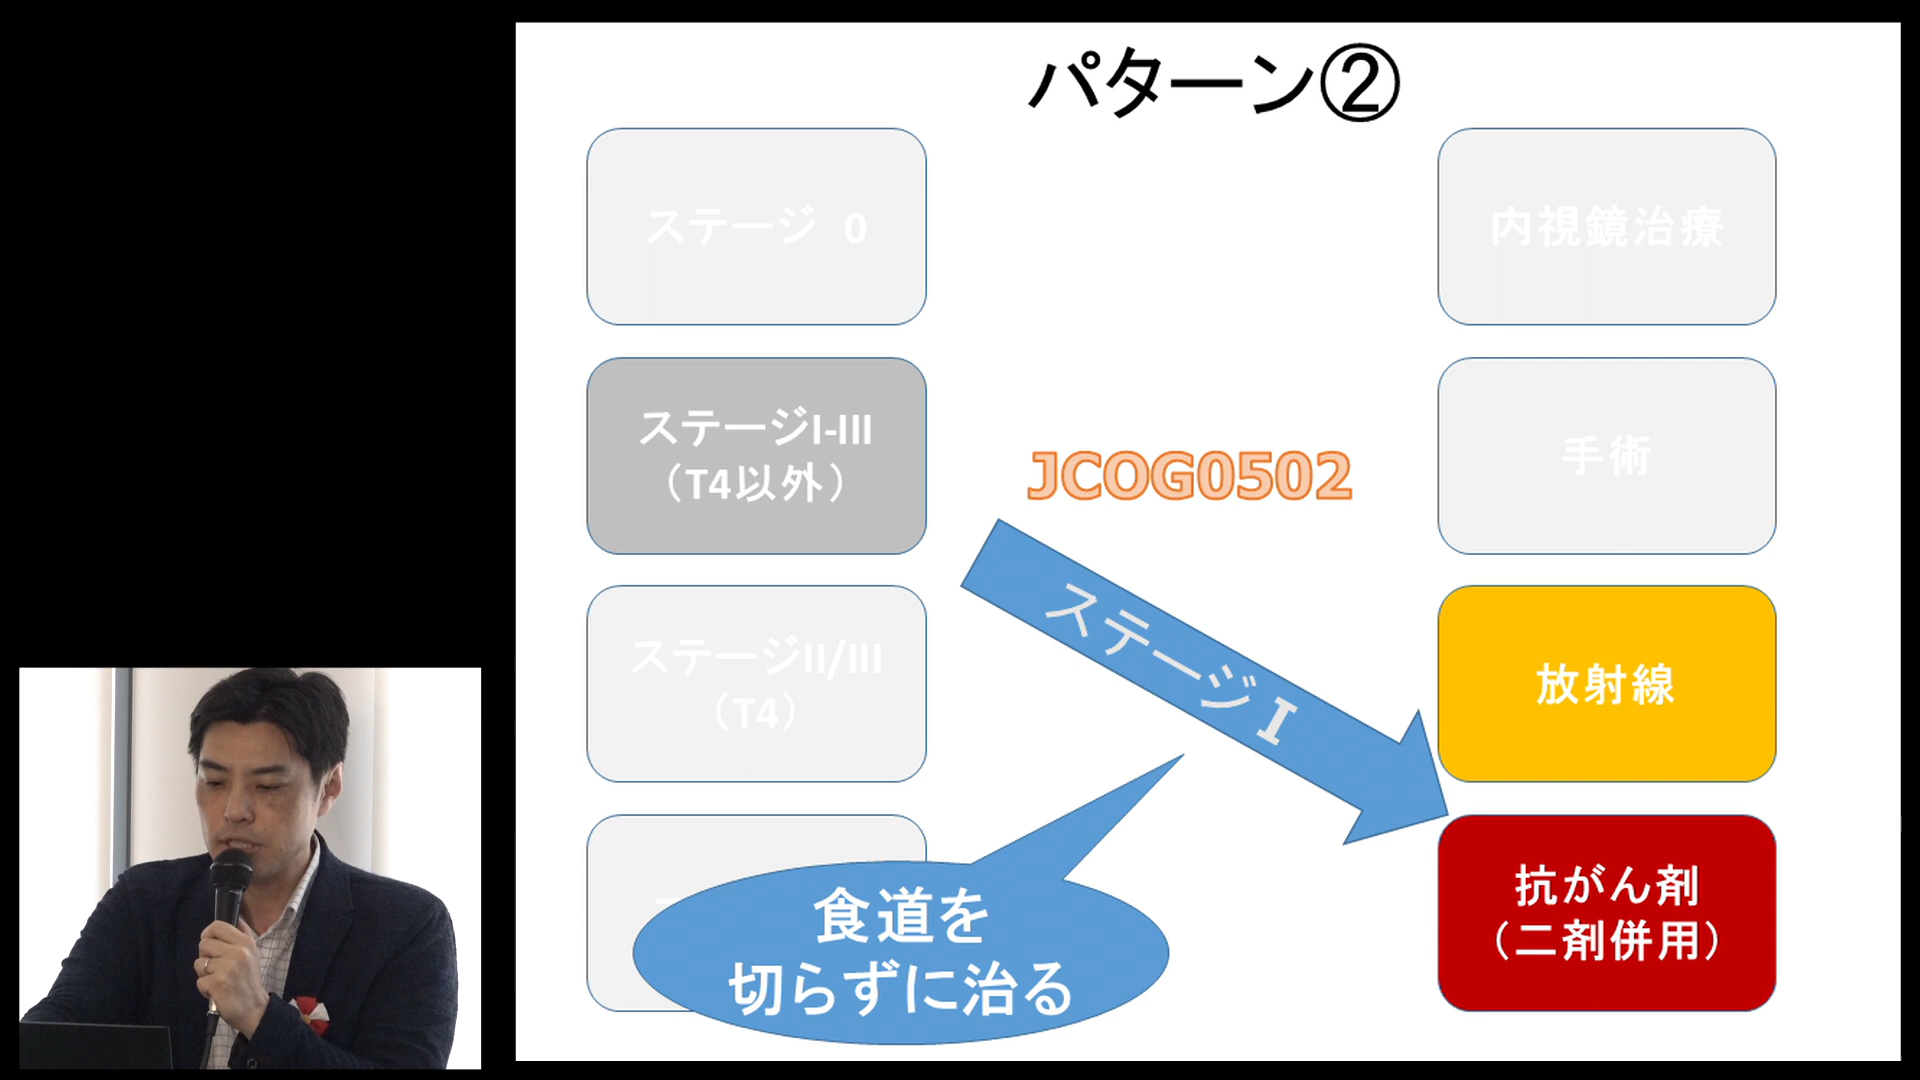 パターン②
ステージ 0
内視鏡治療
ステージI-III
（T4以外）
手術
JCOG0502
ステージⅠ
ステージII/III
（T4）
放射線
食道を
切らずに治る
抗がん剤
（二剤併用）